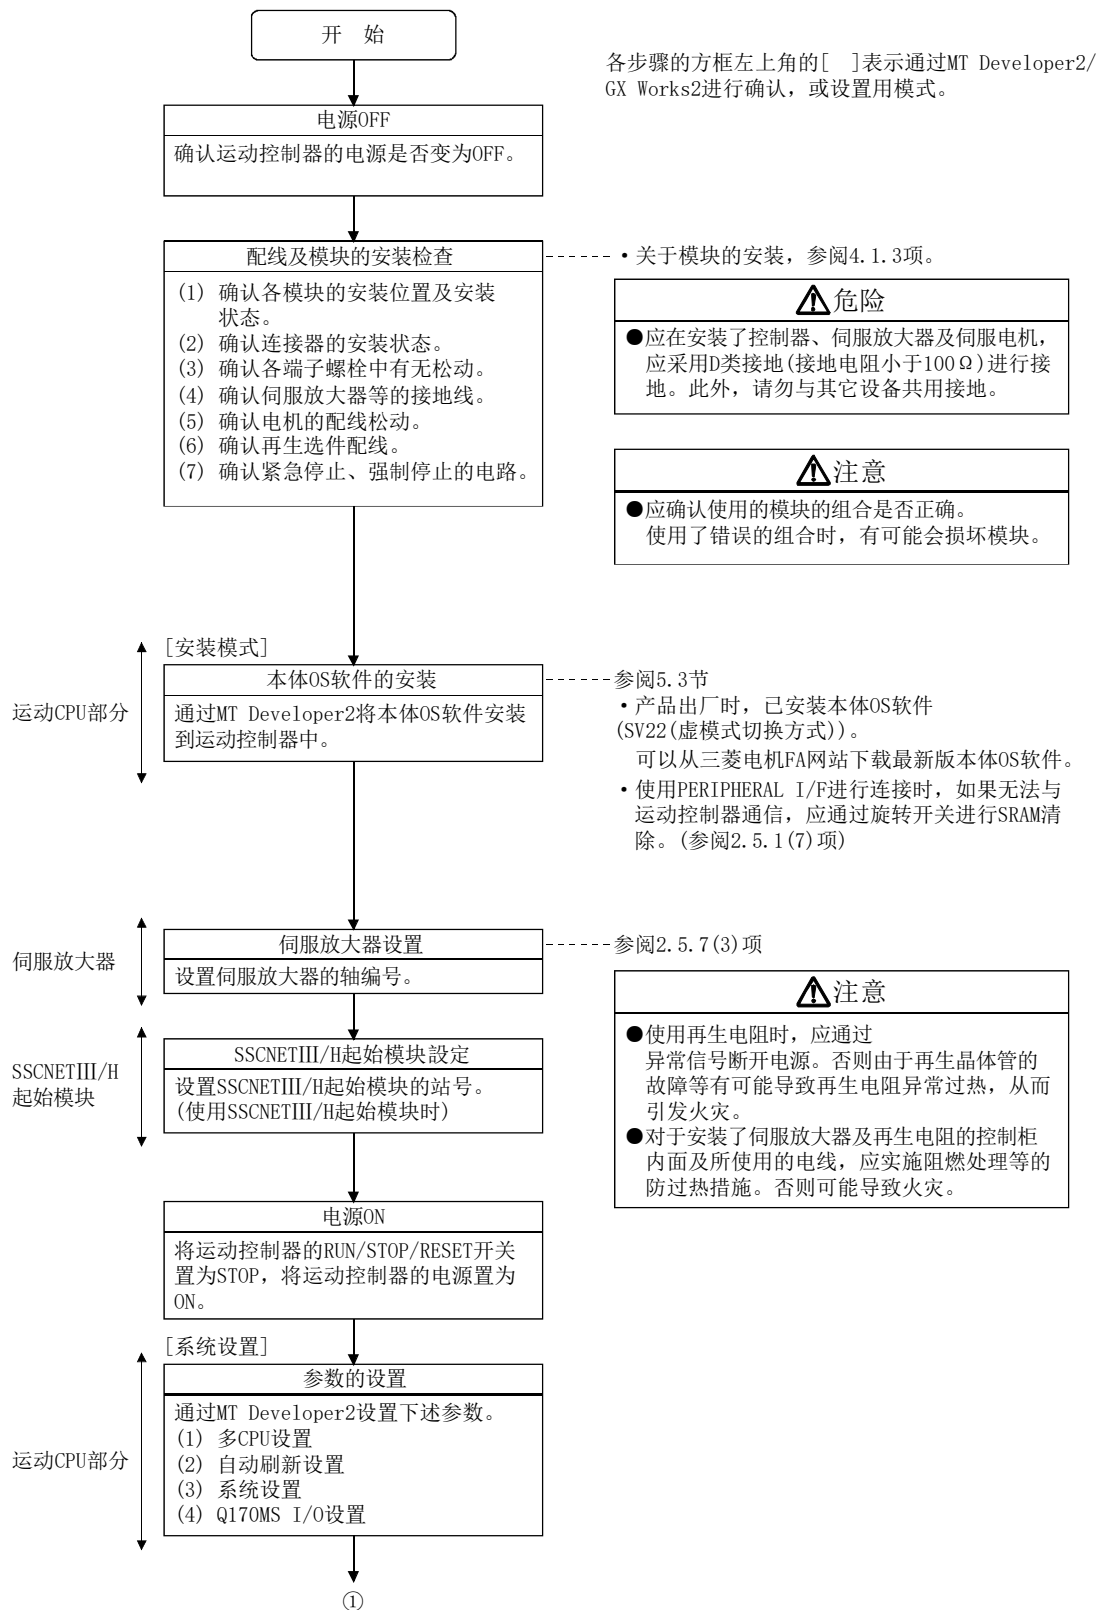 开　始
各步骤的方框左上角的[　]表示通过MT Developer2/
GX Works2进行确认，或设置用模式。
电源OFF
确认运动控制器的电源是否变为OFF。
配线及模块的安装检查
(1) 确认各模块的安装位置及安装
状态。
(2) 确认连接器的安装状态。
(3) 确认各端子螺栓中有无松动。
(4) 确认伺服放大器等的接地线。
(5) 确认电机的配线松动。
(6) 确认再生选件配线。
(7) 确认紧急停止、强制停止的电路。
・关于模块的安装，参阅4.1.3项。
危险
●应在安装了控制器、伺服放大器及伺服电机，
应采用D类接地(接地电阻小于100Ω)进行接
地。此外，请勿与其它设备共用接地。
注意
●应确认使用的模块的组合是否正确。
使用了错误的组合时，有可能会损坏模块。
运动CPU部分
[安装模式]
本体OS软件的安装
通过MT Developer2将本体OS软件安装
到运动控制器中。
参阅5.3节
・产品出厂时，已安装本体OS软件
(SV22(虚模式切换方式))。
可以从三菱电机FA网站下载最新版本体OS软件。
・使用PERIPHERAL I/F进行连接时，如果无法与
运动控制器通信，应通过旋转开关进行SRAM清
除。(参阅2.5.1(7)项)
伺服放大器
伺服放大器设置
设置伺服放大器的轴编号。
参阅2.5.7(3)项
注意
●使用再生电阻时，应通过
异常信号断开电源。否则由于再生晶体管的
故障等有可能导致再生电阻异常过热，从而
引发火灾。
●对于安装了伺服放大器及再生电阻的控制柜
内面及所使用的电线，应实施阻燃处理等的
防过热措施。否则可能导致火灾。
SSCNETⅢ/H
起始模块
SSCNETⅢ/H起始模块設定
设置SSCNETⅢ/H起始模块的站号。
(使用SSCNETⅢ/H起始模块时)
电源ON
将运动控制器的RUN/STOP/RESET开关
置为STOP，将运动控制器的电源置为
ON。
运动CPU部分
[系统设置]
参数的设置
通过MT Developer2设置下述参数。
(1) 多CPU设置
(2) 自动刷新设置
(3) 系统设置
(4) Q170MS I/O设置
①